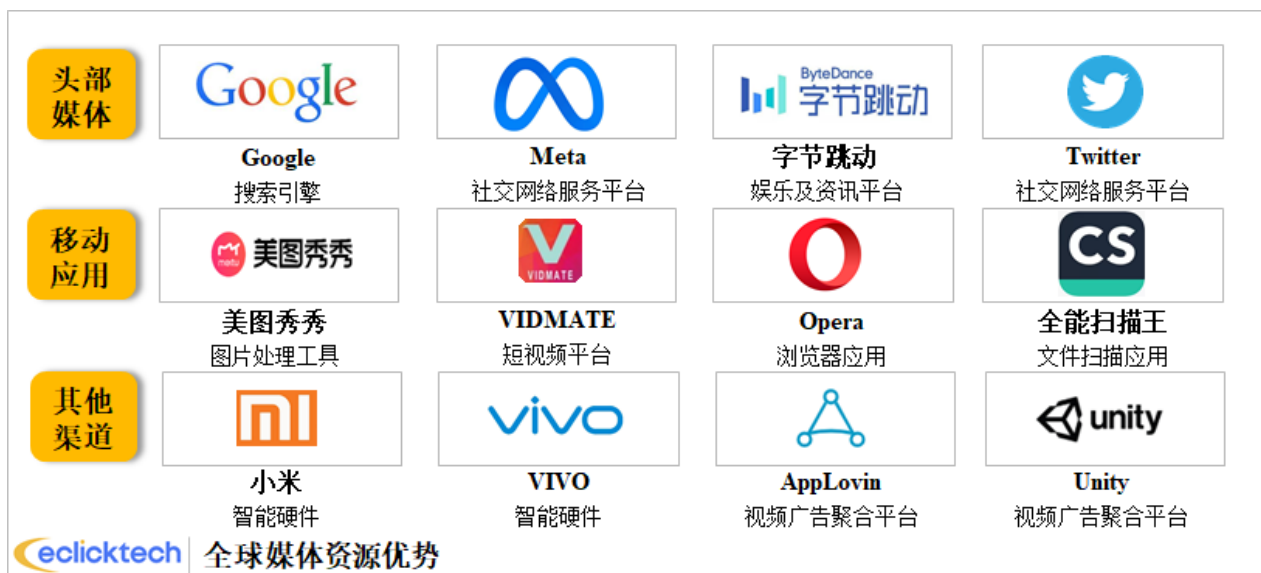 头部
媒体
Google
ByteDance
字节跳动
Google
Meta
字节跳动
Twitter
搜索引擎
社交网络服务平台
娱乐及资讯平台
社交网络服务平台
移动
应用
meitu
美图秀秀
V
VIDMATE
CS
美图秀秀
VIDMATE
Opera
全能扫描王
图片处理工具
短视频平台
浏览器应用
文件扫描应用
其他
渠道
mi
vivo
unity
小米
VIVO
AppLovin
Unity
智能硬件
智能硬件
视频广告聚合平台
视频广告聚合平台
eclicktech
全球媒体资源优势